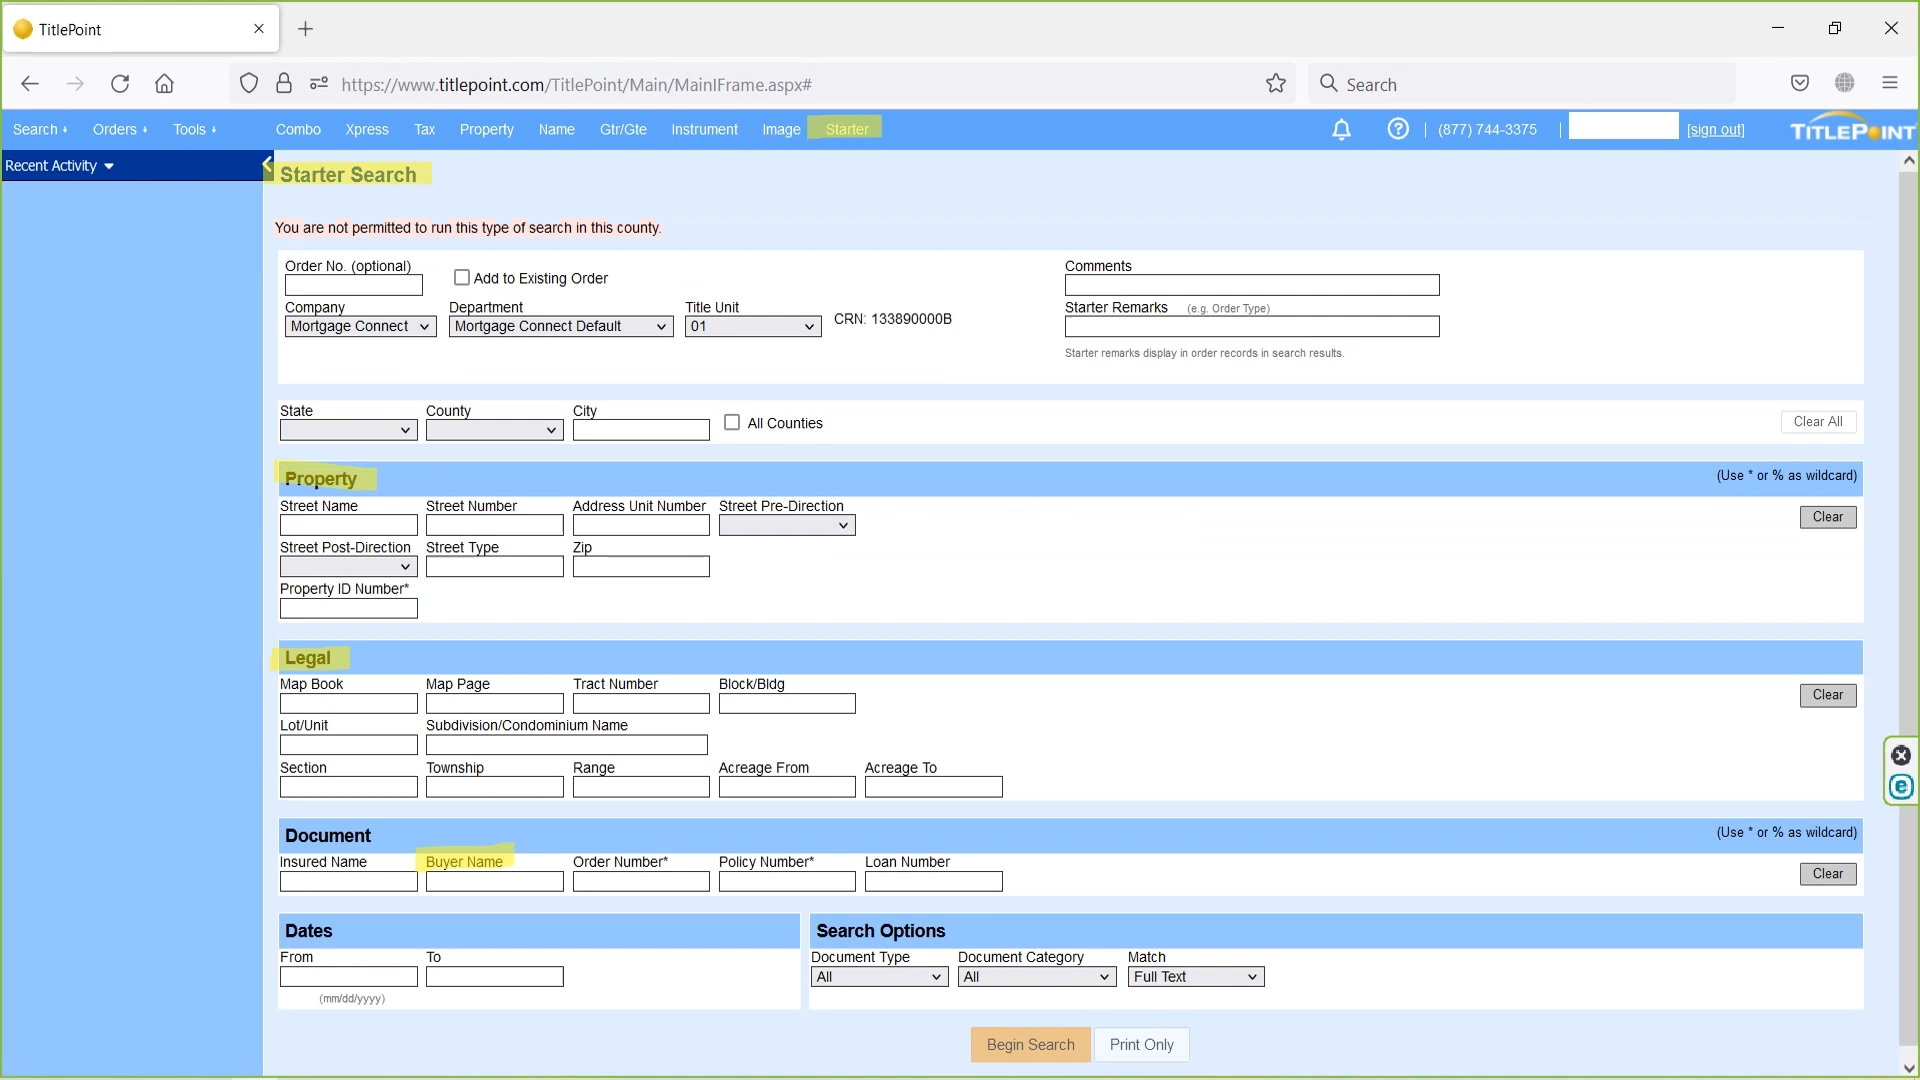 TitlePoint
https://www.titlepoint.com/TitlePoint/Main/MainIFrame.aspx#
Search
Search Orders Tools Combo Xpress Tax Property Name Gtr/Gte Instrument Image Starter (877) 744-3375 [sign out] TITLEPOINT
Recent Activity
Starter Search
You are not permitted to run this type of search in this county.
Order No. (optional) Add to Existing Order Comments
Company Department Title Unit CRN: 133890000B Starter Remarks (e.g. Order Type)
Mortgage Connect Mortgage Connect Default 01
Starter remarks display in order records in search results.
State County City All Counties Clear All
Property (Use * or % as wildcard)
Street Name Street Number Address Unit Number Street Pre-Direction Clear
Street Post-Direction Street Type Zip
Property ID Number*
Legal
Map Book Map Page Tract Number Block/Bldg Clear
Lot/Unit Subdivision/Condominium Name
Section Township Range Acreage From Acreage To
Document (Use * or % as wildcard)
Insured Name Buyer Name Order Number* Policy Number* Loan Number Clear
Dates Search Options
From To Document Type Document Category Match
All All Full Text
(mm/dd/yyyy)
Begin Search Print Only